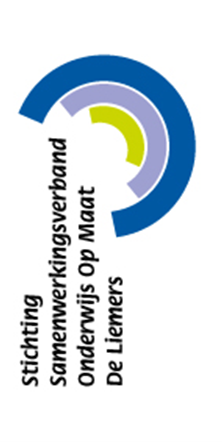 Stichting
Samenwerkingsverband
Onderwijs Op Maat
De Liemers